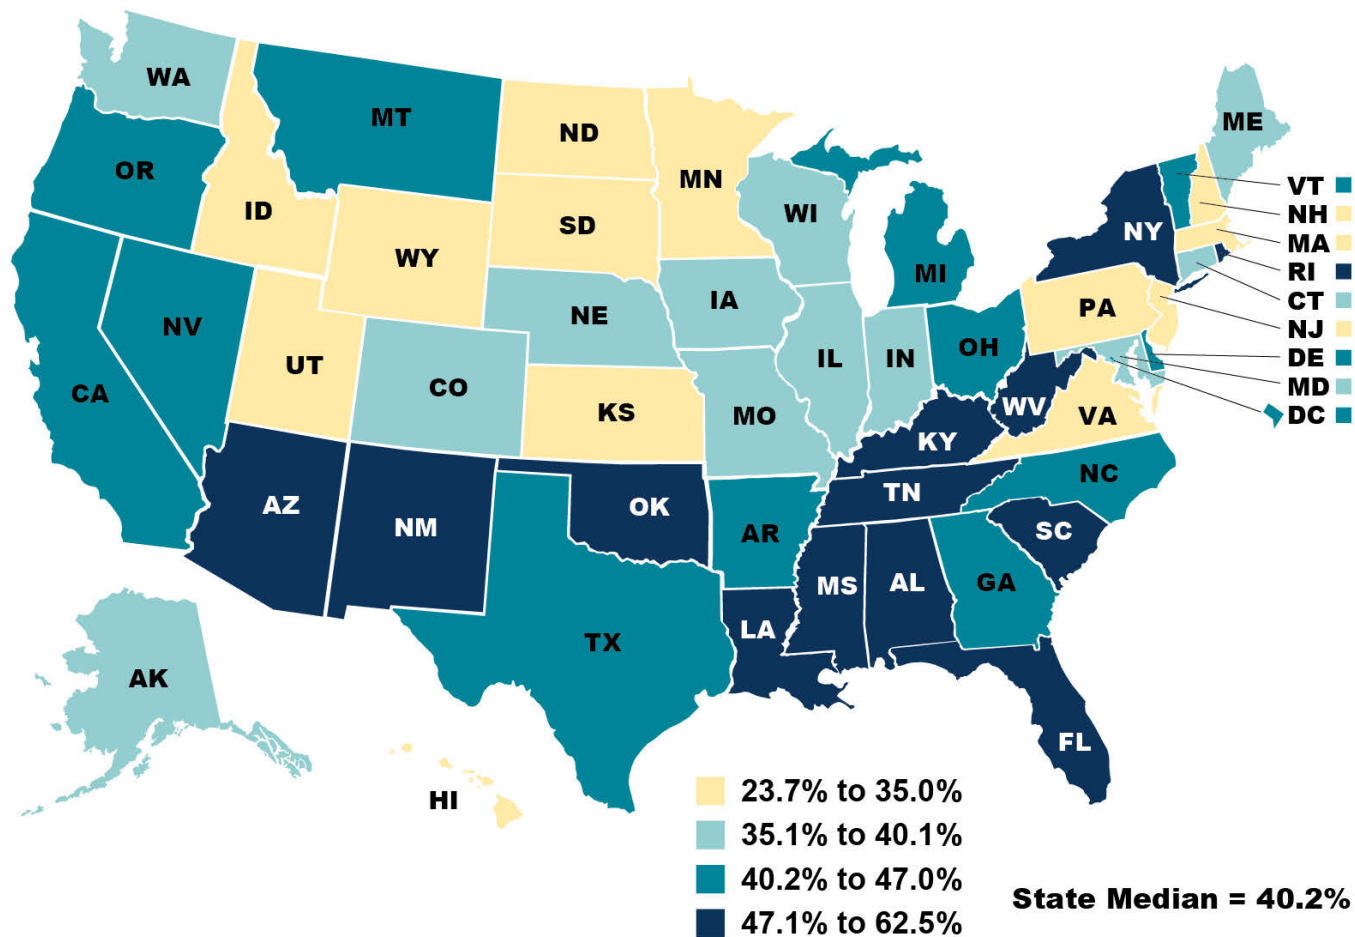 WA
ME
MT
ND
OR
MN
VT
ID
SD
WI
NH
NY
MA
WY
MI
RI
IA
CT
NE
PA
NV
NJ
OH
IL
IN
DE
UT
CO
MD
CA
KS
MO
WV
VA
DC
KY
NC
TN
AZ
OK
NM
AR
SC
MS
AL
GA
LA
TX
AK
FL
HI
23.7% to 35.0%
35.1% to 40.1%
40.2% to 47.0%
State Median = 40.2%
47.1% to 62.5%